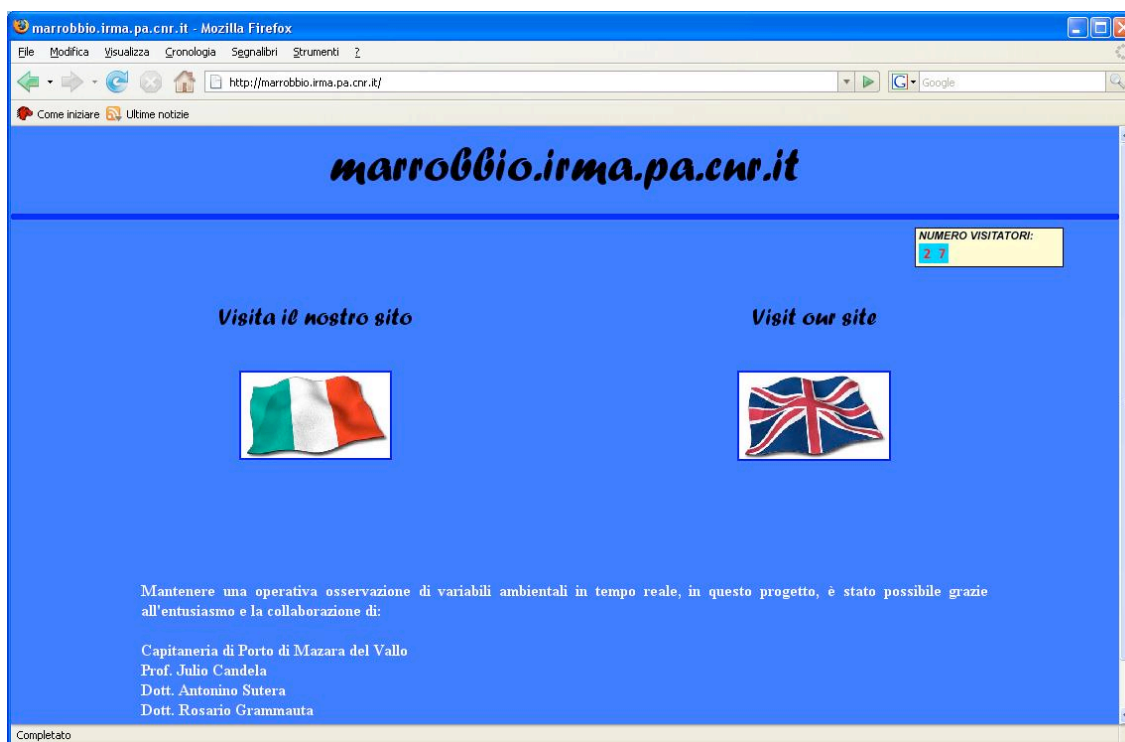 marrobbio.irma.pa.cnr.it - Mozilla Firefox
File Modifica Visualizza Cronologia Segnalibri Strumenti ?
http://marrobbio.irma.pa.cnr.it/
G Google
Come iniziare Ultime notizie
marrobbio.irma.pa.cnr.it
NUMERO VISITATORI:
2 7
Visita il nostro sito
Visit our site
Mantenere una operativa osservazione di variabili ambientali in tempo reale, in questo progetto, è stato possibile grazie
all'entusiasmo e la collaborazione di:
Capitaneria di Porto di Mazara del Vallo
Prof. Julio Candela
Dott. Antonino Sutera
Dott. Rosario Grammauta
Completato